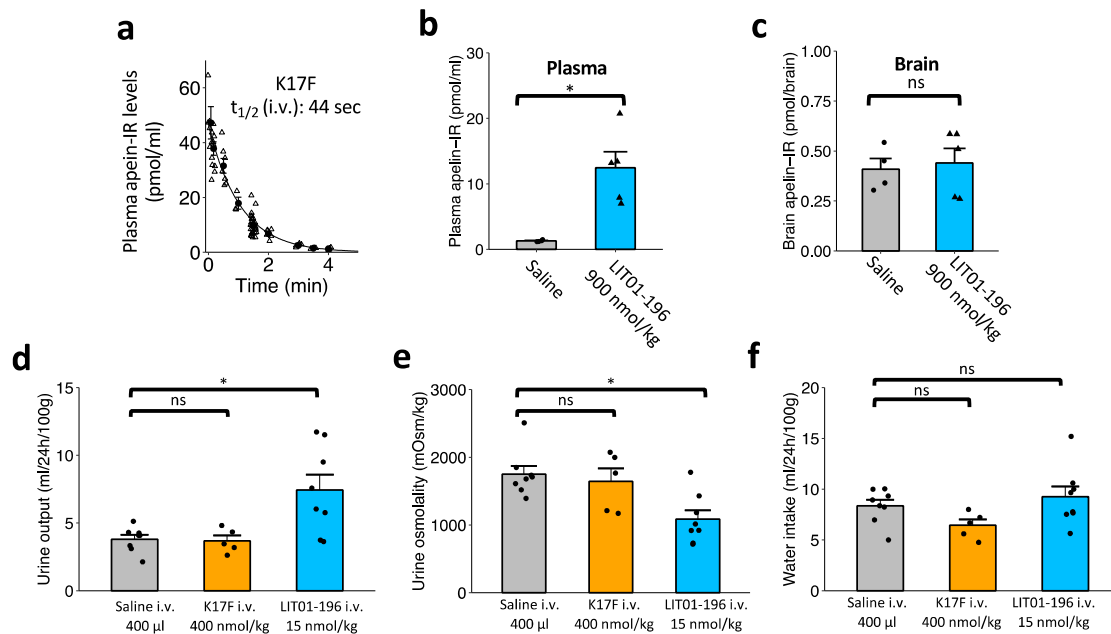 a
Plasma apein-IR levels
(pmol/ml)
60
40
20
0
K17F
t1/2 (i.v.): 44 sec
0
2
4
Time (min)
b
Plasma apelin−IR (pmol/ml)
30
20
10
0
Plasma
*
Saline
LIT01-196
900 nmol/kg
c
Brain apelin−IR (pmol/brain)
1.00
0.75
0.50
0.25
0.00
Brain
ns
Saline
LIT01-196
900 nmol/kg
d
Urine output (ml/24h/100g)
15
10
5
0
*
ns
Saline i.v.
400 µl
K17F i.v.
400 nmol/kg
LIT01-196 i.v.
15 nmol/kg
e
Urine osmolality (mOsm/kg)
3000
2000
1000
0
*
ns
Saline i.v.
400 µl
K17F i.v.
400 nmol/kg
LIT01-196 i.v.
15 nmol/kg
f
Water intake (ml/24h/100g)
20
15
10
5
0
ns
ns
Saline i.v.
400 µl
K17F i.v.
400 nmol/kg
LIT01-196 i.v.
15 nmol/kg